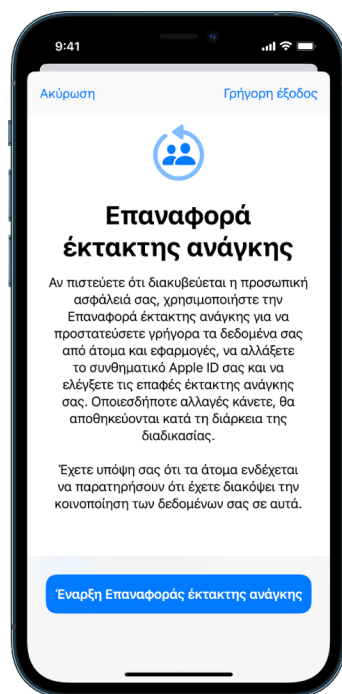 9:41
Ακύρωση
Γρήγορη έξοδος
Επαναφορά
έκτακτης ανάγκης
Αν πιστεύετε ότι διακυβεύεται η προσωπική
ασφάλειά σας, χρησιμοποιήστε την
Επαναφορά έκτακτης ανάγκης για να
προστατεύσετε γρήγορα τα δεδομένα σας
από άτομα και εφαρμογές, να αλλάξετε
το συνθηματικό Apple ID σας και να
ελέγξετε τις επαφές έκτακτης ανάγκης
σας. Οποιεσδήποτε αλλαγές κάνετε, θα
αποθηκεύονται κατά τη διάρκεια της
διαδικασίας.
Έχετε υπόψη σας ότι τα άτομα ενδέχεται
να παρατηρήσουν ότι έχετε διακόψει την
κοινοποίηση των δεδομένων σας σε αυτά.
Έναρξη Επαναφοράς έκτακτης ανάγκης